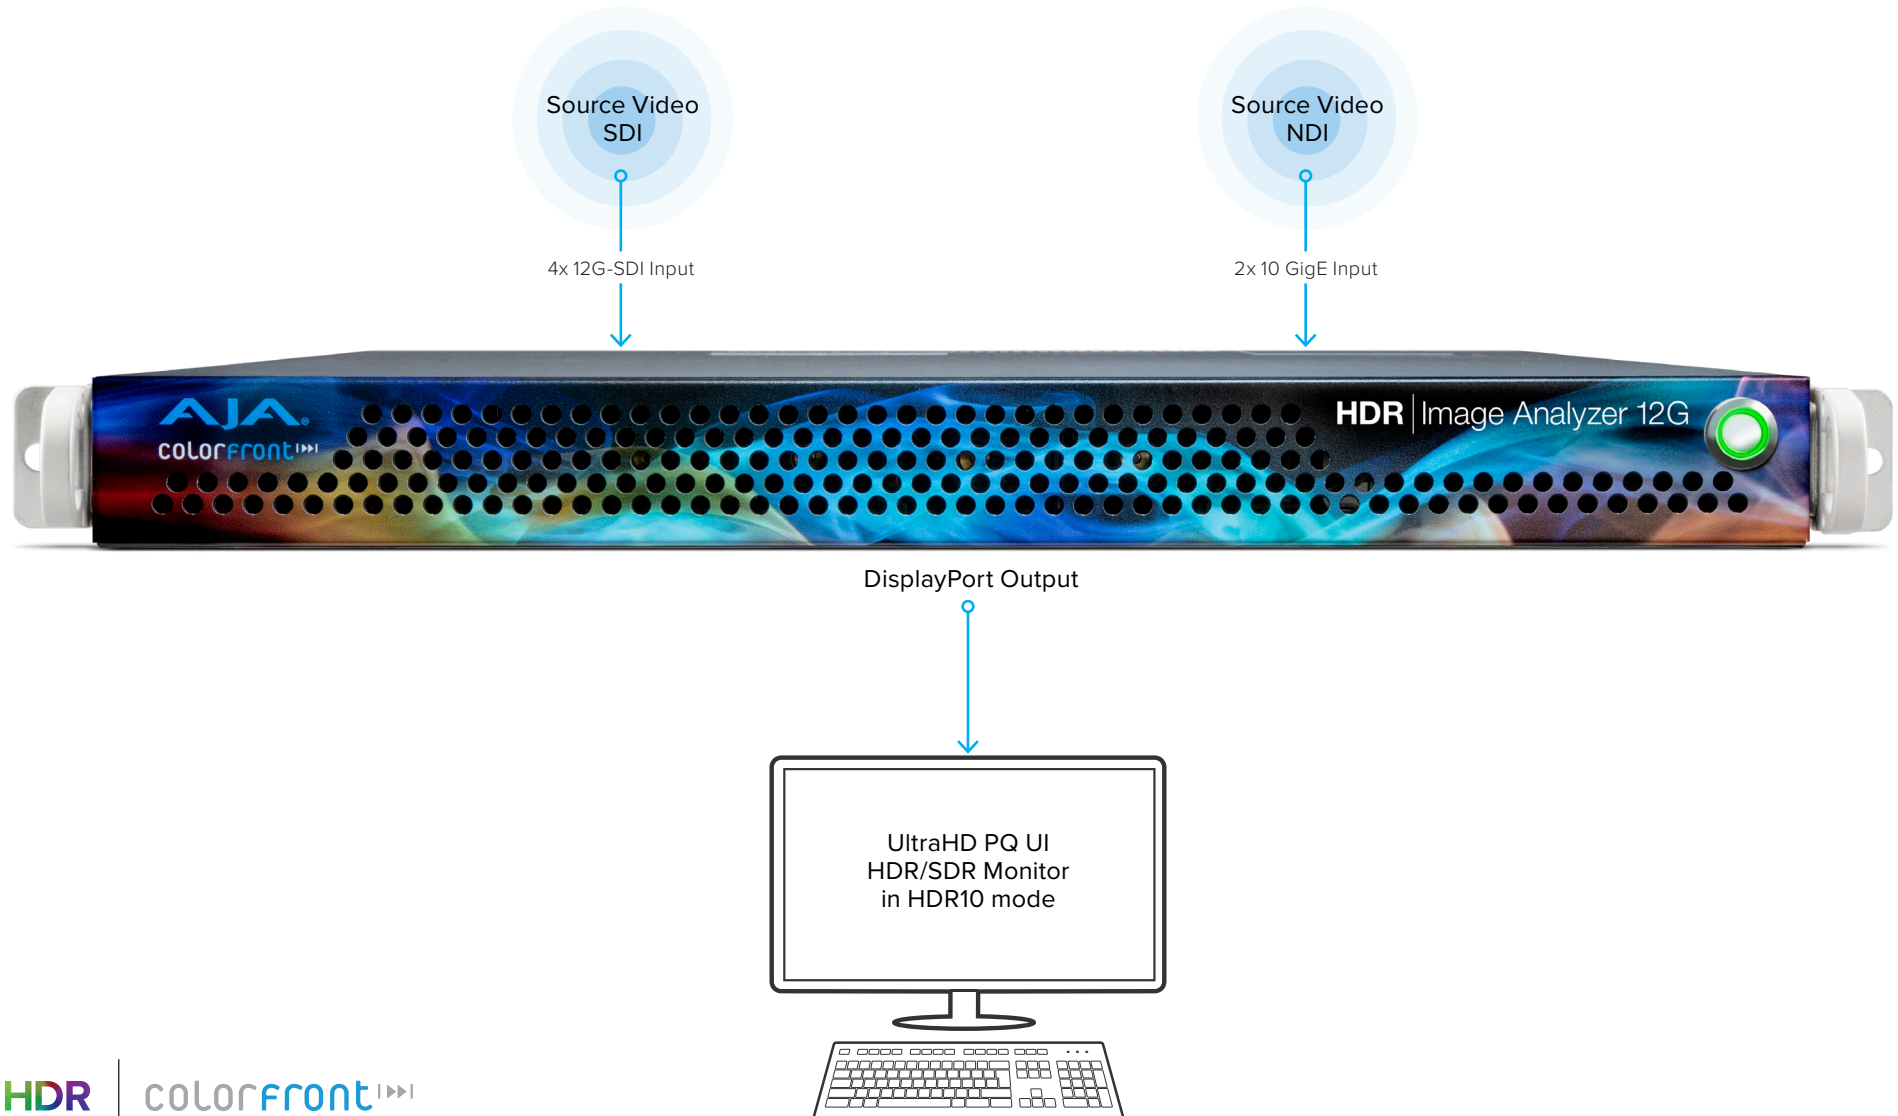 Source Video
SDI
Source Video
NDI
4x 12G-SDI Input
2x 10 GigE Input
AJA®
colorfront
HDR | Image Analyzer 12G
DisplayPort Output
UltraHD PQ UI
HDR/SDR Monitor
in HDR10 mode
HDR | colorfront